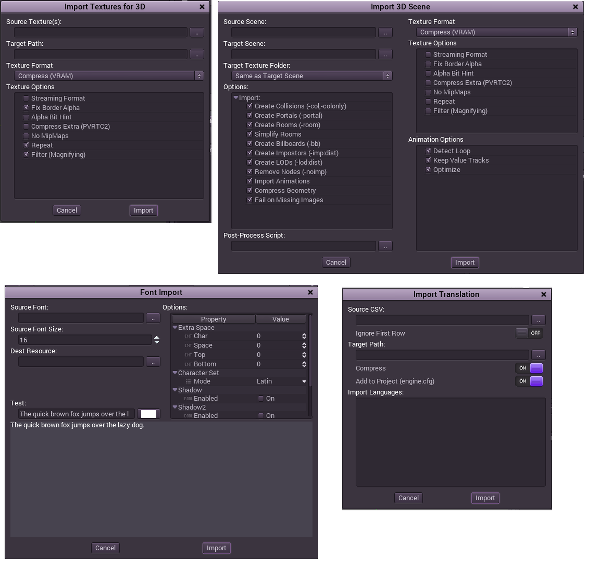 Import Textures for 3D
Source Texture(s):
..
Target Path:
..
Texture Format
Compress (VRAM)
Texture Options
Streaming Format
Fix Border Alpha
Alpha Bit Hint
Compress Extra (PVRTC2)
No MipMaps
Repeat
Filter (Magnifying)
Cancel
Import
Import 3D Scene
Source Scene:
..
Target Scene:
..
Target Texture Folder:
Same as Target Scene
Options:
Import:
Create Collisions (-col,-colonly)
Create Portals (-portal)
Create Rooms (-room)
Simplify Rooms
Create Billboards (-bb)
Create Impostors (-imp:dist)
Create LODs (-lod:dist)
Remove Nodes (-noimp)
Import Animations
Compress Geometry
Fail on Missing Images
Post-Process Script:
..
Texture Format
Compress (VRAM)
Texture Options
Streaming Format
Fix Border Alpha
Alpha Bit Hint
Compress Extra (PVRTC2)
No MipMaps
Repeat
Filter (Magnifying)
Animation Options
Detect Loop
Keep Value Tracks
Optimize
Cancel
Import
Font Import
Source Font:
..
Source Font Size:
16
Dest Resource:
..
Text:
The quick brown fox jumps over the l
Options:
Property Value
Extra Space
Char 0
Space 0
Top 0
Bottom 0
Character Set
Mode Latin
Shadow
Enabled On
Shadow2
Enabled On
The quick brown fox jumps over the lazy dog.
Cancel
Import
Import Translation
Source CSV:
..
Ignore First Row OFF
Target Path:
..
Compress ON
Add to Project (engine.cfg) ON
Import Languages:
Cancel
Import